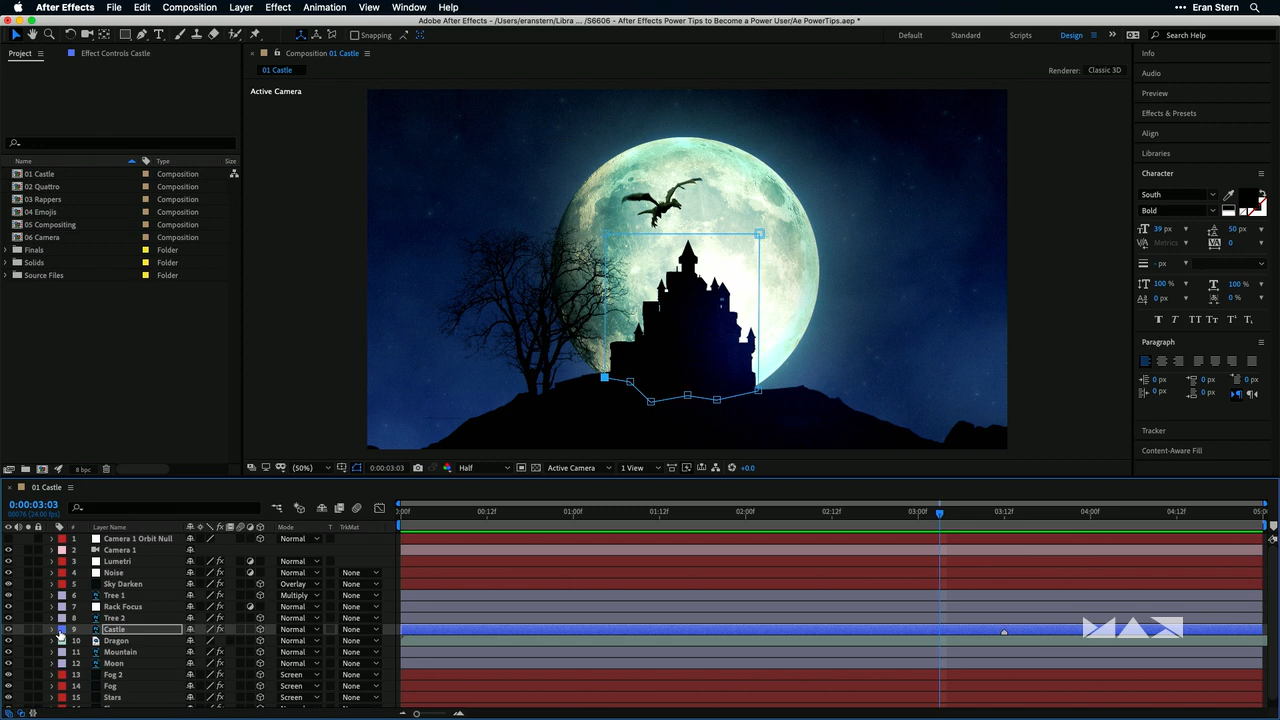 After Effects File Edit Composition Layer Effect Animation View Window Help Eran Stern
Adobe After Effects - /Users/eranstern/Libra ... /S6606 - After Effects Power Tips to Become a Power User/Ae PowerTips.aep *
Snapping Default Standard Scripts Design Search Help
Project Effect Controls Castle
Composition 01 Castle
01 Castle
Renderer: Classic 3D
Active Camera
Name Type Size
01 Castle Composition
02 Quattro Composition
03 Rappers Composition
04 Emojis Composition
05 Compositing Composition
06 Camera Composition
Finals Folder
Solids Folder
Source Files Folder
8 bpc
(50%) 0:00:03:03 Half Active Camera 1 View +0.0
Info
Audio
Preview
Effects & Presets
Align
Libraries
Character
South
Bold
39 px 50 px
Metrics 0
- px
100 % 100 %
0 px 0 %
T T TT Tт T¹ T₁
Paragraph
0 px 0 px 0 px
0 px 0 px
Tracker
Content-Aware Fill
01 Castle
0:00:03:03
00076 (24.00 fps)
# Layer Name Mode T TrkMat
:00f 00:12f 01:00f 01:12f 02:00f 02:12f 03:00f 03:12f 04:00f 04:12f 05:00
1 Camera 1 Orbit Null Normal
2 Camera 1 Normal
3 Lumetri Normal None
4 Noise Normal None
5 Sky Darken Overlay None
6 Tree 1 Multiply None
7 Rack Focus Normal None
8 Tree 2 Normal None
9 Castle Normal None
10 Dragon Normal None
11 Mountain Normal None
12 Moon Normal None
13 Fog 2 Screen None
14 Fog Screen None
15 Stars Screen None
MAX